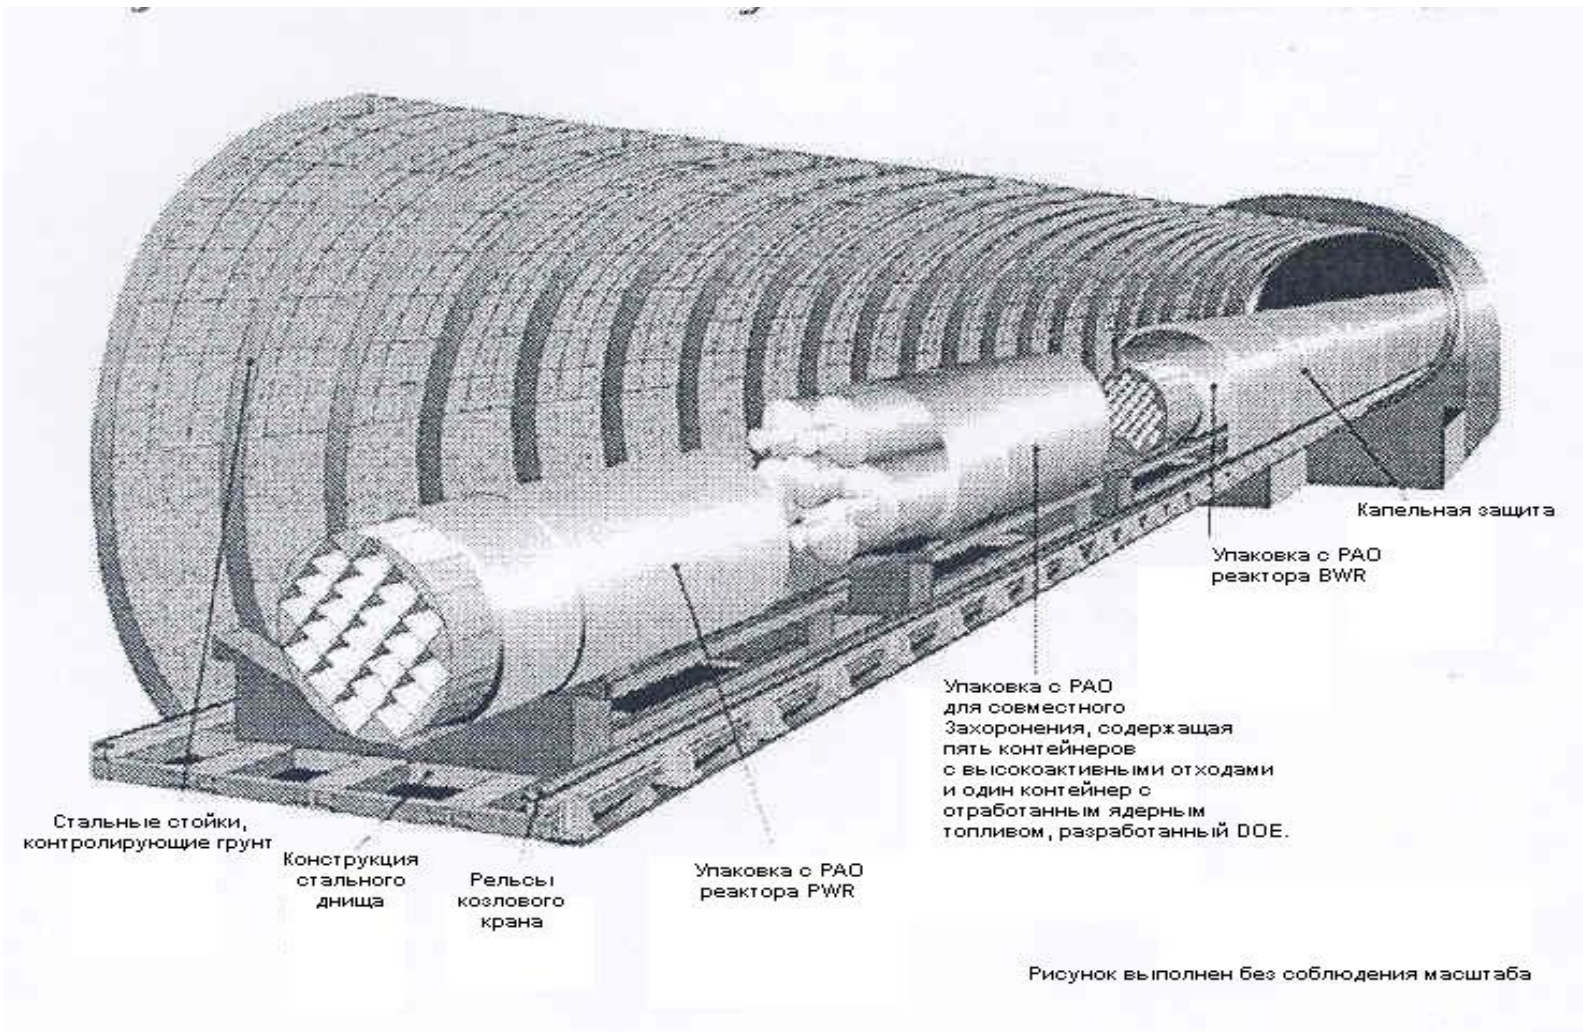 Капельная защита
Упаковка с РАО
реактора BWR
Упаковка с РАО
для совместного
Захоронения, содержащая
пять контейнеров
с высокоактивными отходами
и один контейнер с
отработанным ядерным
топливом, разработанный DOE.
Стальные стойки,
контролирующие грунт
Конструкция
стального
днища
Рельсы
козлового
крана
Упаковка с РАО
реактора PWR
Рисунок выполнен без соблюдения масштаба